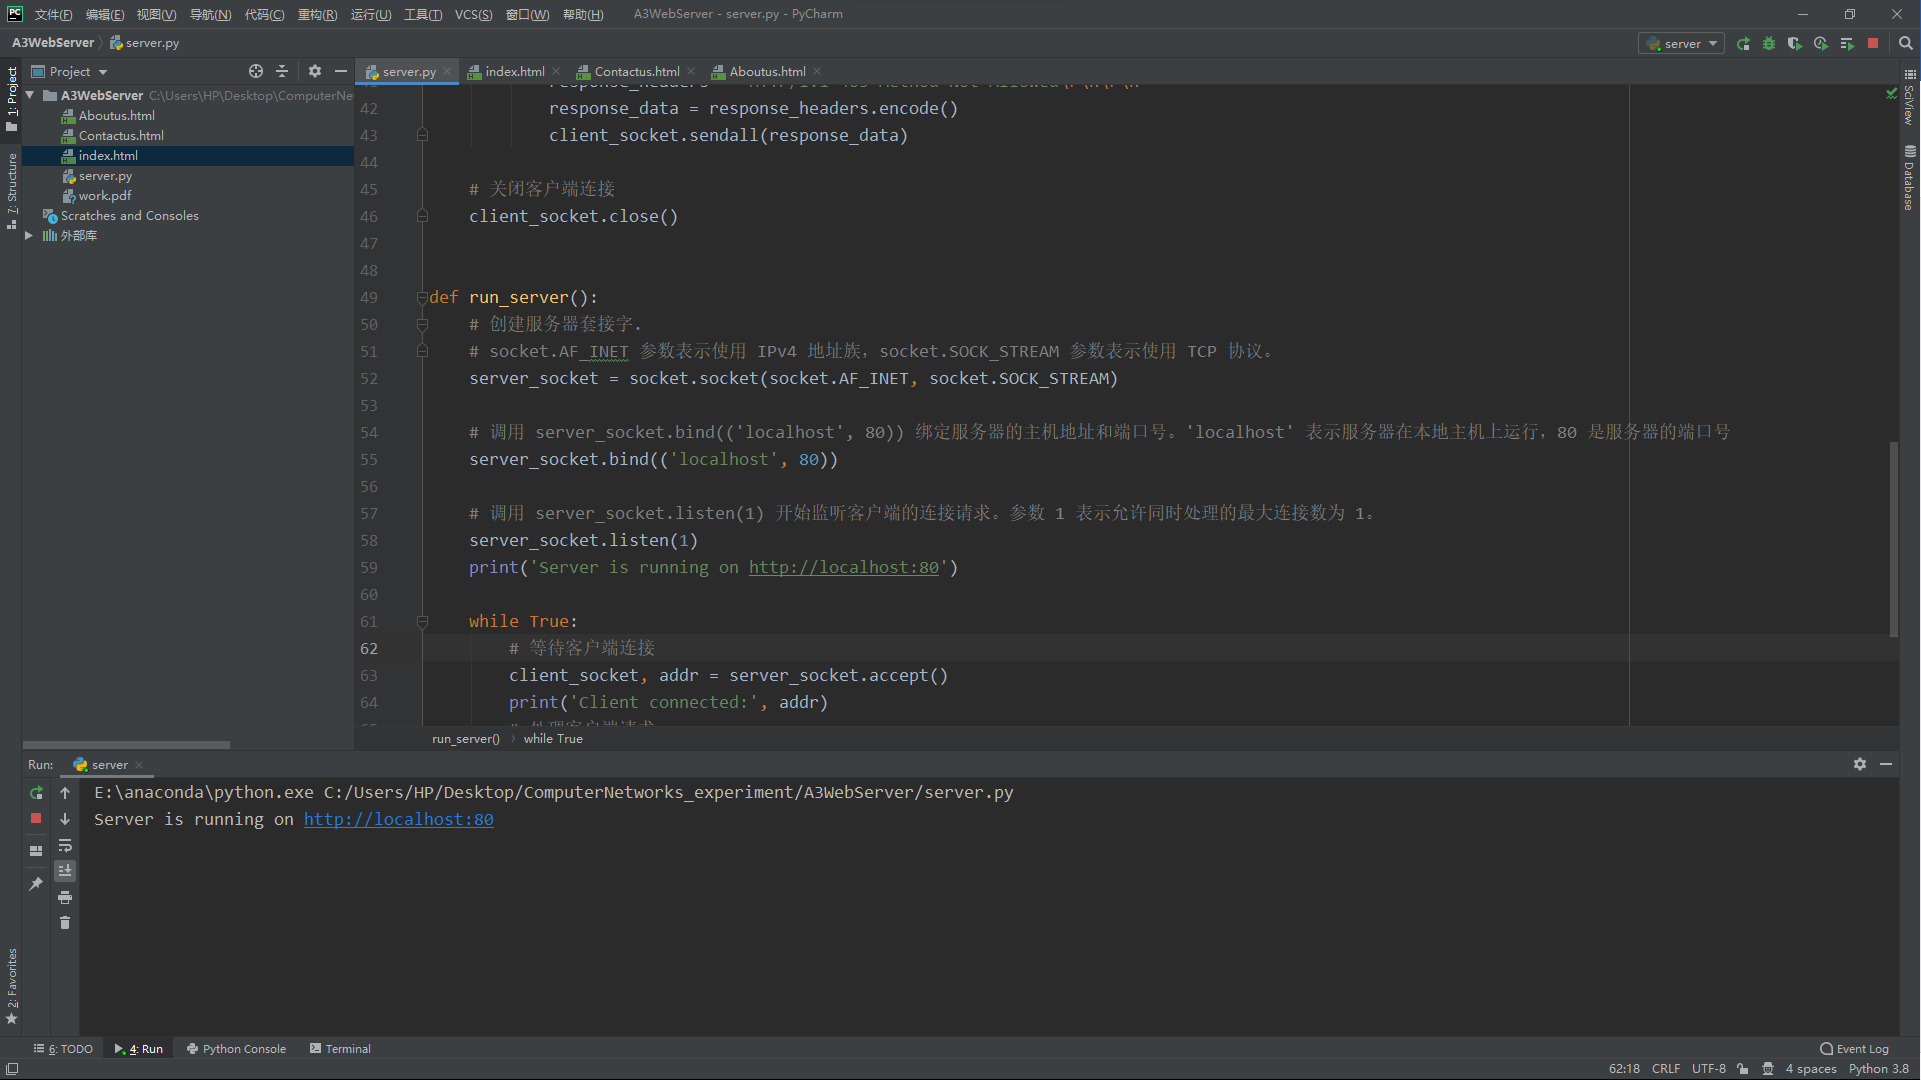 PC 文件(F) 编辑(E) 视图(V) 导航(N) 代码(C) 重构(R) 运行(U) 工具(T) VCS(S) 窗口(W) 帮助(H) A3WebServer - server.py - PyCharm
A3WebServer server.py server
Project
server.py index.html Contactus.html Aboutus.html
1: Project
7: Structure
2: Favorites
A3WebServer C:\Users\HP\Desktop\ComputerNet
Aboutus.html
Contactus.html
index.html
server.py
work.pdf
Scratches and Consoles
外部库
42 response_data = response_headers.encode()
43 client_socket.sendall(response_data)
44
45 # 关闭客户端连接
46 client_socket.close()
47
48
49 def run_server():
50 # 创建服务器套接字.
51 # socket.AF_INET 参数表示使用 IPv4 地址族，socket.SOCK_STREAM 参数表示使用 TCP 协议。
52 server_socket = socket.socket(socket.AF_INET, socket.SOCK_STREAM)
53
54 # 调用 server_socket.bind(('localhost', 80)) 绑定服务器的主机地址和端口号。'localhost' 表示服务器在本地主机上运行，80 是服务器的端口号
55 server_socket.bind(('localhost', 80))
56
57 # 调用 server_socket.listen(1) 开始监听客户端的连接请求。参数 1 表示允许同时处理的最大连接数为 1。
58 server_socket.listen(1)
59 print('Server is running on http://localhost:80')
60
61 while True:
62 # 等待客户端连接
63 client_socket, addr = server_socket.accept()
64 print('Client connected:', addr)
run_server() while True
SciView
Database
Run: server
E:\anaconda\python.exe C:/Users/HP/Desktop/ComputerNetworks_experiment/A3WebServer/server.py
Server is running on http://localhost:80
6: TODO 4: Run Python Console Terminal Event Log
62:18 CRLF UTF-8 4 spaces Python 3.8